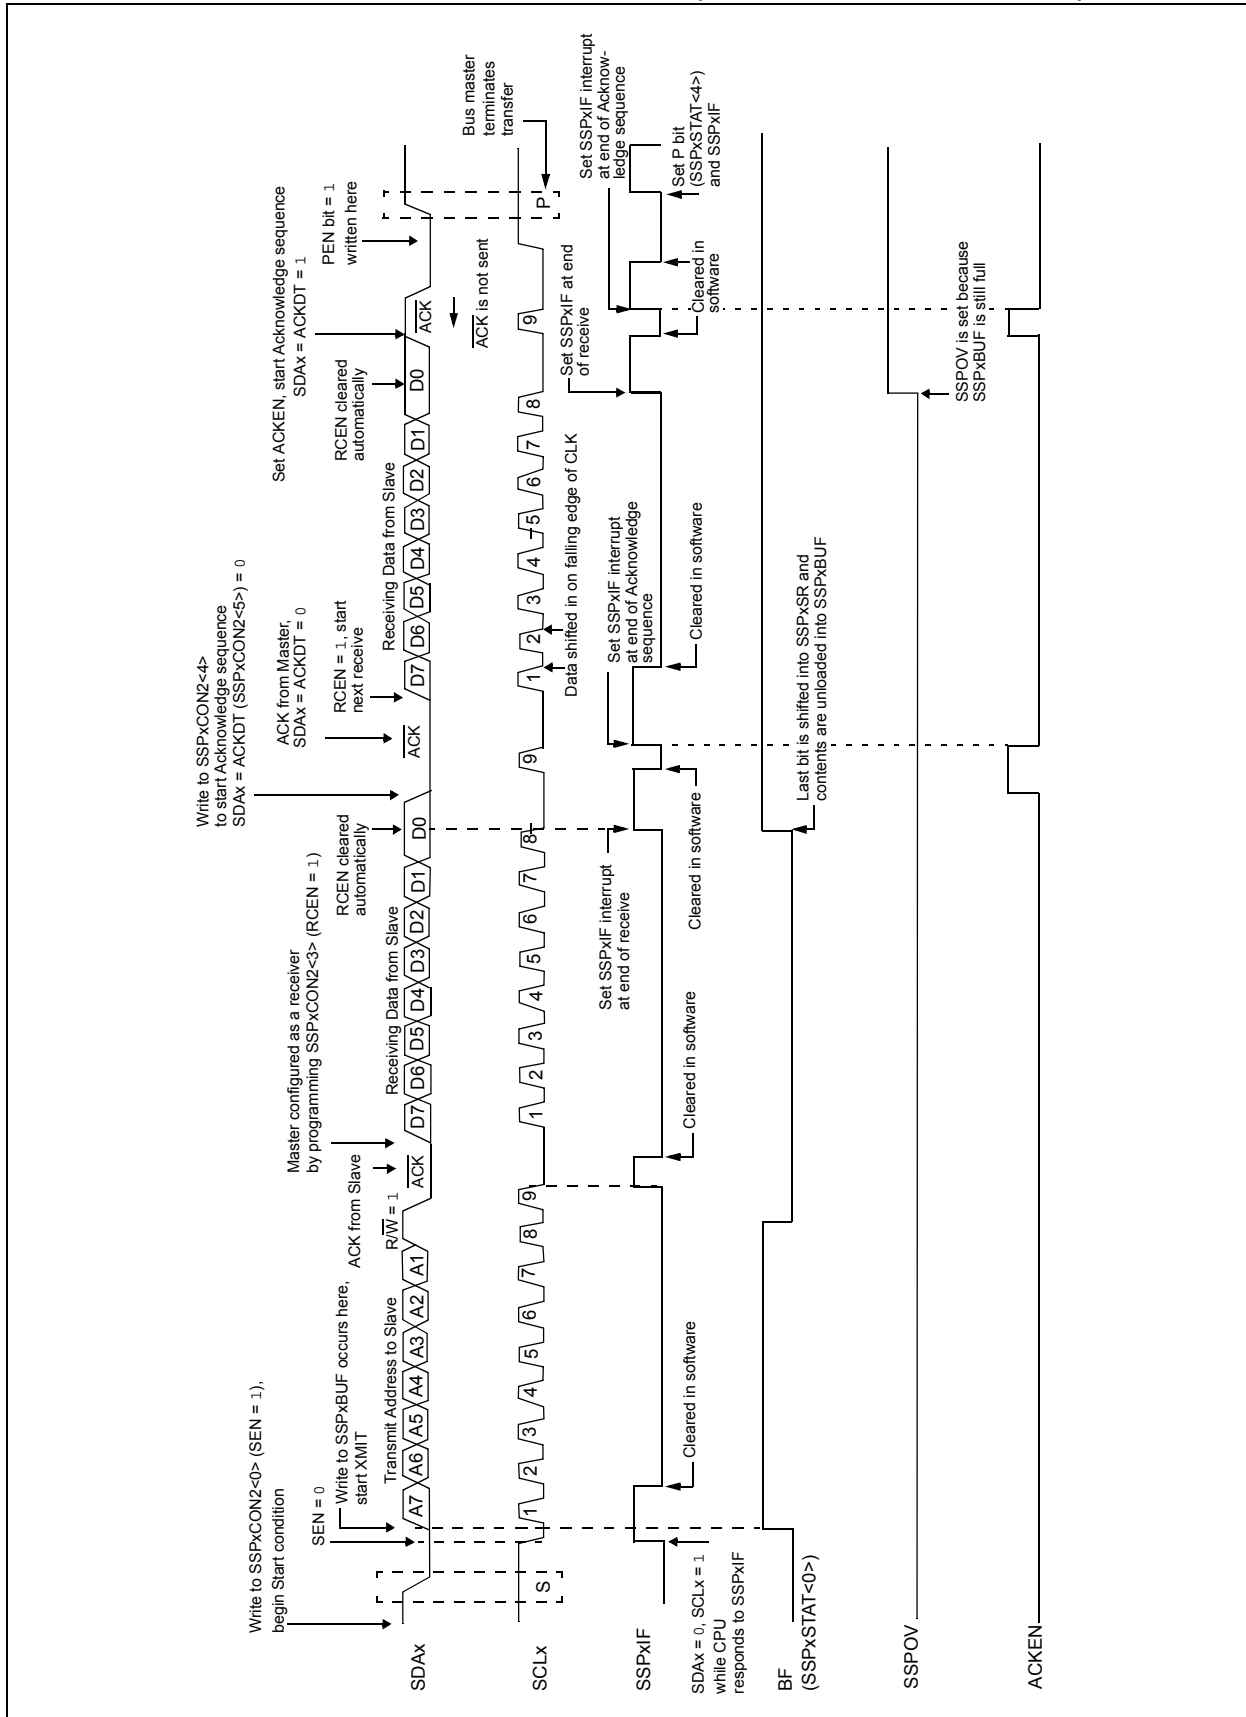 Write to SSPxCON2<0> (SEN = 1),
begin Start condition
SEN = 0
Write to SSPxBUF occurs here,
start XMIT
ACK from Slave
Master configured as a receiver
by programming SSPxCON2<3> (RCEN = 1)
RCEN cleared
automatically
Write to SSPxCON2<4>
to start Acknowledge sequence
SDAx = ACKDT (SSPxCON2<5>) = 0
ACK from Master,
SDAx = ACKDT = 0
RCEN = 1, start
next receive
RCEN cleared
automatically
Set ACKEN, start Acknowledge sequence
SDAx = ACKDT = 1
PEN bit = 1
written here
Transmit Address to Slave
R/W = 1
Receiving Data from Slave
Receiving Data from Slave
SDAx
A7 A6 A5 A4 A3 A2 A1
ACK
D7 D6 D5 D4 D3 D2 D1 D0
ACK
D7 D6 D5 D4 D3 D2 D1 D0
ACK
ACK is not sent
Bus master
terminates
transfer
SCLx
S
1 2 3 4 5 6 7 8 9
1 2 3 4 5 6 7 8 9
1 2 3 4 5 6 7 8 9
P
Data shifted in on falling edge of CLK
Set SSPxIF interrupt
at end of receive
Set SSPxIF interrupt
at end of Acknowledge
sequence
Set SSPxIF at end
of receive
Set SSPxIF interrupt
at end of Acknow-
ledge sequence
SSPxIF
SDAx = 0, SCLx = 1
while CPU
responds to SSPxIF
Cleared in software
Cleared in software
Cleared in software
Cleared in software
Cleared in
software
Set P bit
(SSPxSTAT<4>)
and SSPxIF
BF
(SSPxSTAT<0>)
Last bit is shifted into SSPxSR and
contents are unloaded into SSPxBUF
SSPOV
SSPOV is set because
SSPxBUF is still full
ACKEN